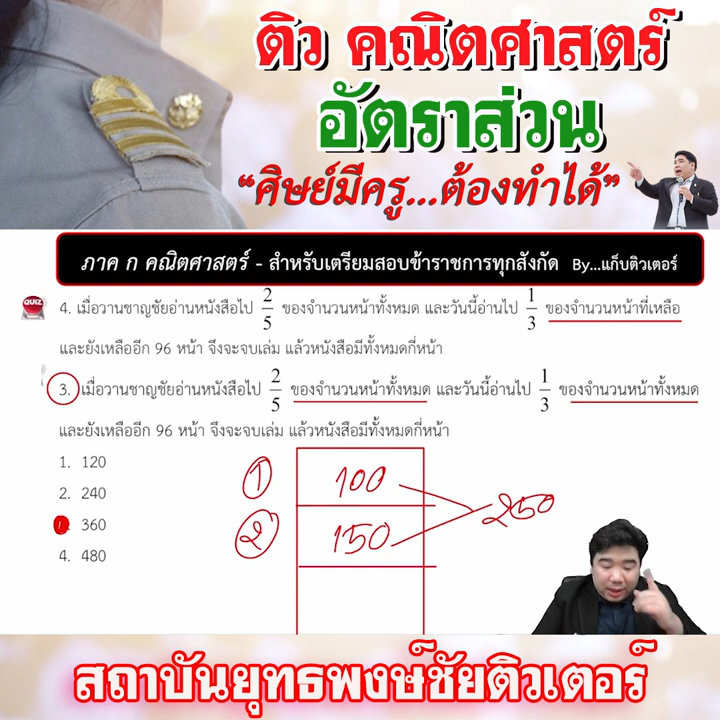 ติว คณิตศาสตร์
อัตราส่วน
“ศิษย์มีครู...ต้องทำได้”
ภาค ก คณิตศาสตร์ - สำหรับเตรียมสอบข้าราชการทุกสังกัด By...แก็บติวเตอร์
QUIZ
4. เมื่อวานชาญชัยอ่านหนังสือไป 2/5 ของจำนวนหน้าทั้งหมด และวันนี้อ่านไป 1/3 ของจำนวนหน้าที่เหลือ
และยังเหลืออีก 96 หน้า จึงจะจบเล่ม แล้วหนังสือมีทั้งหมดกี่หน้า
3. เมื่อวานชาญชัยอ่านหนังสือไป 2/5 ของจำนวนหน้าทั้งหมด และวันนี้อ่านไป 1/3 ของจำนวนหน้าทั้งหมด
และยังเหลืออีก 96 หน้า จึงจะจบเล่ม แล้วหนังสือมีทั้งหมดกี่หน้า
1. 120
2. 240
360
4. 480
1 100
2 150
250
สถาบันยุทธพงษ์ชัยติวเตอร์